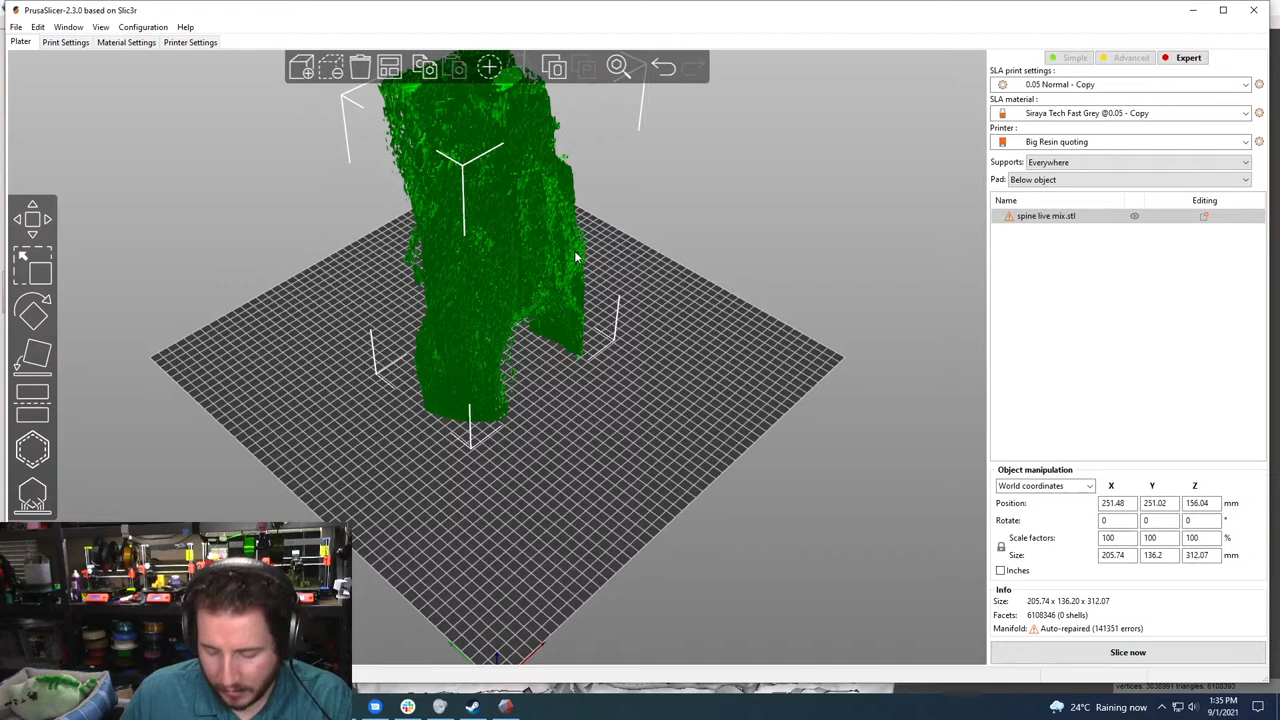 PrusaSlicer-2.3.0 based on Slic3r
File Edit Window View Configuration Help
Plater Print Settings Material Settings Printer Settings
Simple Advanced Expert
SLA print settings :
0.05 Normal - Copy
SLA material :
Siraya Tech Fast Grey @0.05 - Copy
Printer :
Big Resin quoting
Supports: Everywhere
Pad: Below object
Name Editing
spine live mix.stl
Object manipulation
World coordinates X Y Z
Position: 251.48 251.02 156.04 mm
Rotate: 0 0 0 °
Scale factors: 100 100 100 %
Size: 205.74 136.2 312.07 mm
Inches
Info
Size: 205.74 x 136.20 x 312.07
Facets: 6108346 (0 shells)
Manifold: Auto-repaired (141351 errors)
Slice now
24°C Raining now
1:35 PM
9/1/2021